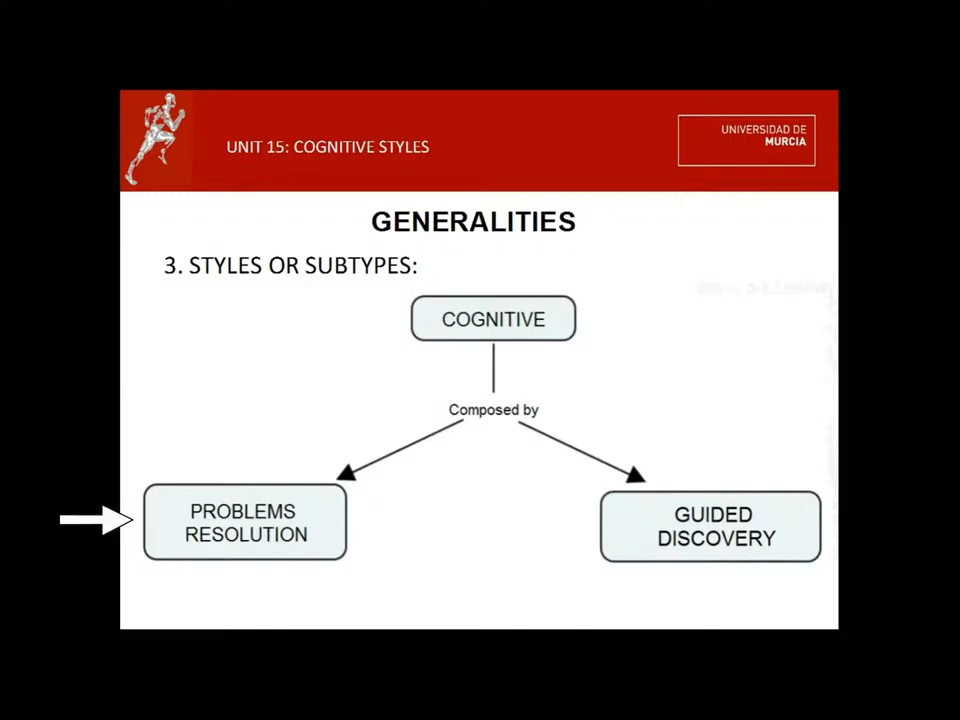 UNIT 15: COGNITIVE STYLES
UNIVERSIDAD DE
MURCIA
GENERALITIES
3. STYLES OR SUBTYPES:
COGNITIVE
Composed by
PROBLEMS
RESOLUTION
GUIDED
DISCOVERY